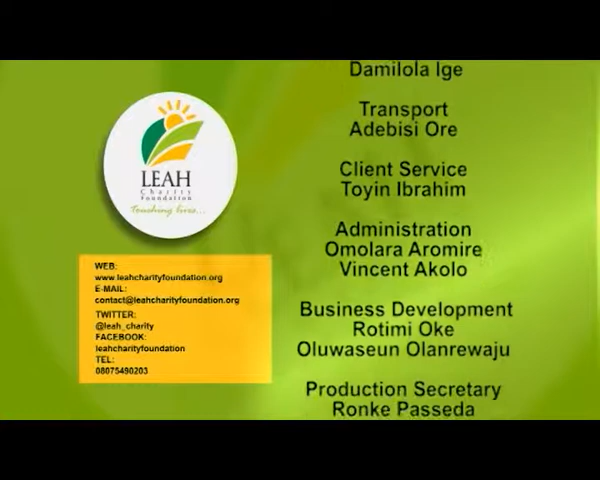 LEAH
Charity
Foundation
Touching lives...
WEB:
www.leahcharityfoundation.org
E-MAIL:
contact@leahcharityfoundation.org
TWITTER:
@leah_charity
FACEBOOK:
leahcharityfoundation
TEL:
08075490203
Damilola Ige
Transport
Adebisi Ore
Client Service
Toyin Ibrahim
Administration
Omolara Aromire
Vincent Akolo
Business Development
Rotimi Oke
Oluwaseun Olanrewaju
Production Secretary
Ronke Passeda